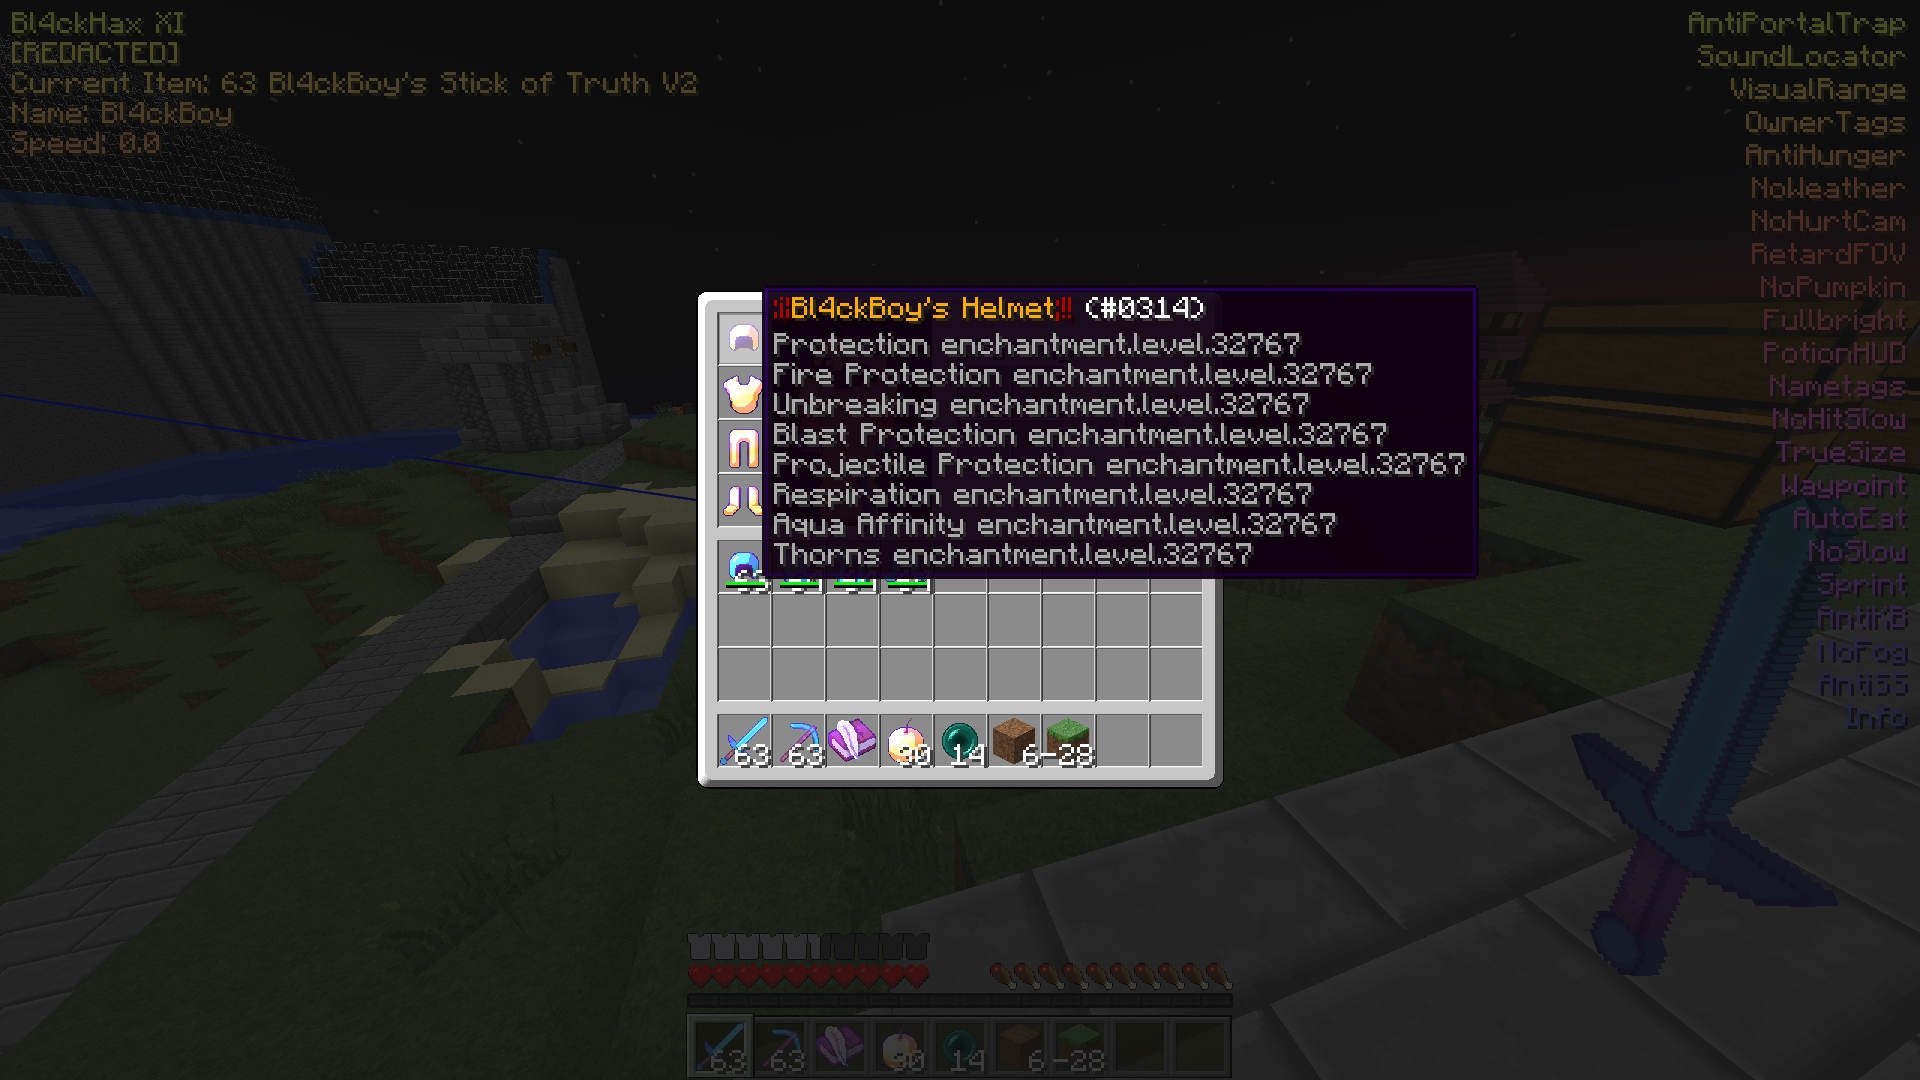 Bl4ckHax XI
[REDACTED]
Current Item: 63 Bl4ckBoy's Stick of Truth V2
Name: Bl4ckBoy
Speed: 0.0
AntiPortalTrap
SoundLocator
VisualRange
OwnerTags
AntiHunger
NoWeather
NoHurtCam
RetardFOV
NoPumpkin
Fullbright
PotionHUD
Nametags
NoHitSlow
TrueSize
Waypoint
AutoEat
NoSlow
Sprint
AntiKB
NoFog
AntiSS
Info
Bl4ckBoy's Helmet (#0314)
Protection enchantment.level.32767
Fire Protection enchantment.level.32767
Unbreaking enchantment.level.32767
Blast Protection enchantment.level.32767
Projectile Protection enchantment.level.32767
Respiration enchantment.level.32767
Aqua Affinity enchantment.level.32767
Thorns enchantment.level.32767
63 63 14 6 -28
63 63 14 6 -28